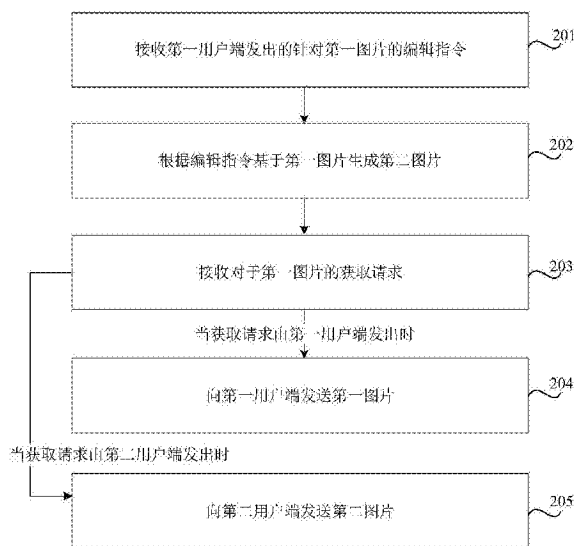 接收第一用户端发出的针对第一图片的编辑指令
201
根据编辑指令基于第一图片生成第二图片
202
接收对于第一图片的获取请求
203
当获取请求由第一用户端发出时
向第一用户端发送第一图片
204
当获取请求由第二用户端发出时
向第二用户端发送第二图片
205